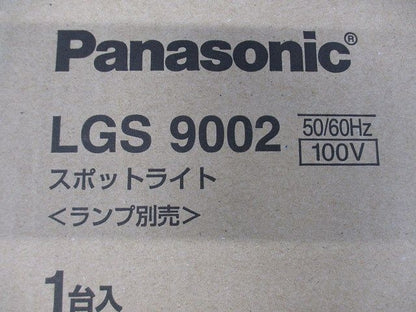 Panasonic®
LGS 9002
50/60Hz
100V
スポットライト
<ランプ別売>
1台入